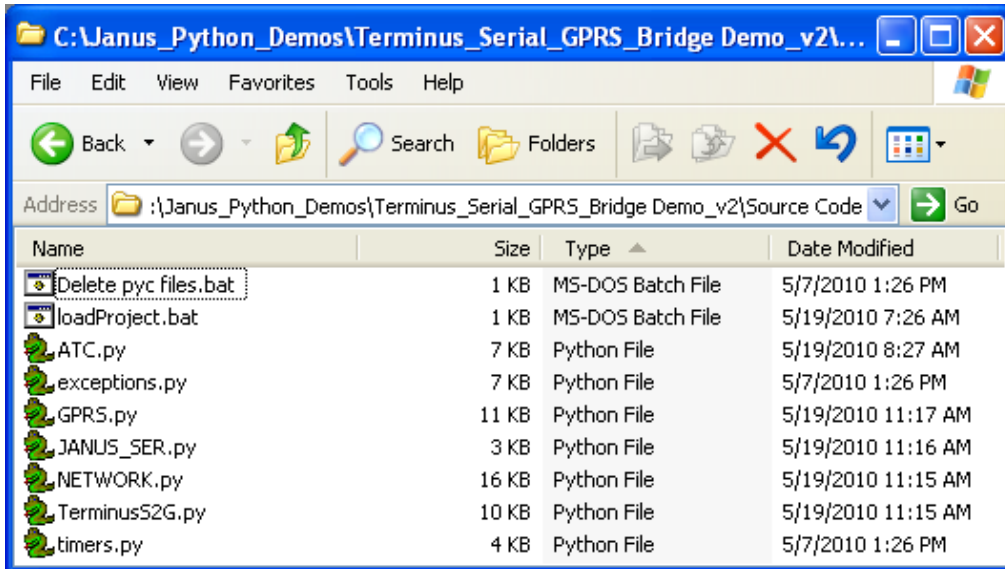 C:\Janus_Python_Demos\Terminus_Serial_GPRS_Bridge Demo_v2\...
File Edit View Favorites Tools Help
Back Search Folders
Address :\Janus_Python_Demos\Terminus_Serial_GPRS_Bridge Demo_v2\Source Code Go
Name Size Type Date Modified
Delete pyc files.bat 1 KB MS-DOS Batch File 5/7/2010 1:26 PM
loadProject.bat 1 KB MS-DOS Batch File 5/19/2010 7:26 AM
ATC.py 7 KB Python File 5/19/2010 8:27 AM
exceptions.py 7 KB Python File 5/7/2010 1:26 PM
GPRS.py 11 KB Python File 5/19/2010 11:17 AM
JANUS_SER.py 3 KB Python File 5/19/2010 11:16 AM
NETWORK.py 16 KB Python File 5/19/2010 11:15 AM
TerminusS2G.py 10 KB Python File 5/19/2010 11:15 AM
timers.py 4 KB Python File 5/7/2010 1:26 PM